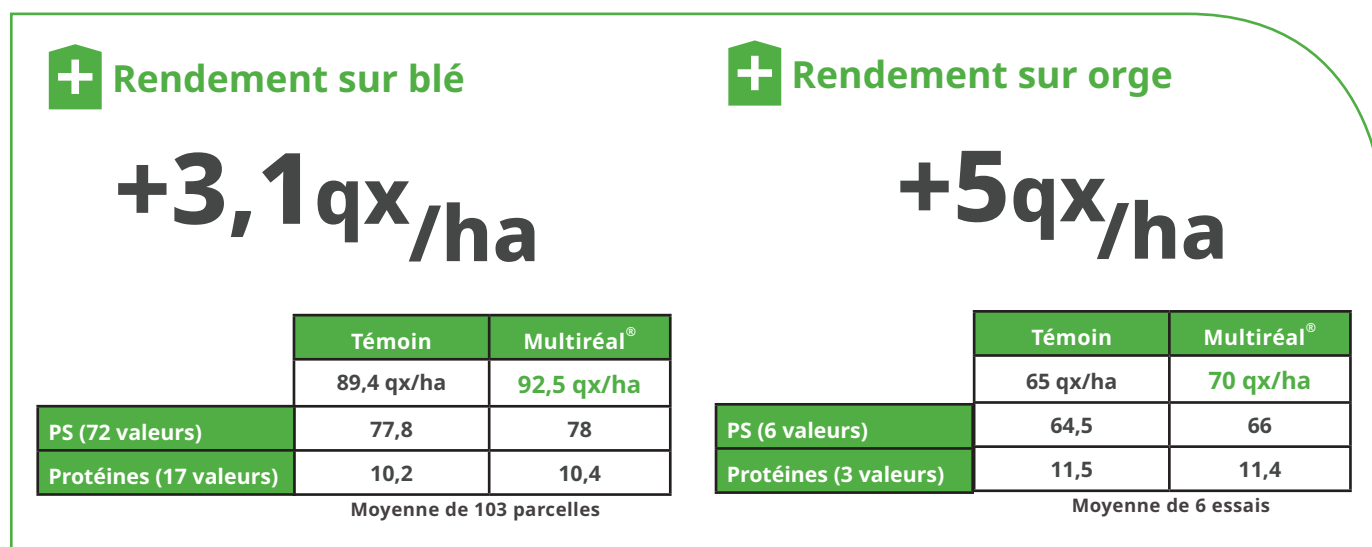 Rendement sur blé
+3,1qx/ha
Témoin Multiréal®
89,4 qx/ha 92,5 qx/ha
PS (72 valeurs) 77,8 78
Protéines (17 valeurs) 10,2 10,4
Moyenne de 103 parcelles
Rendement sur orge
+5qx/ha
Témoin Multiréal®
65 qx/ha 70 qx/ha
PS (6 valeurs) 64,5 66
Protéines (3 valeurs) 11,5 11,4
Moyenne de 6 essais